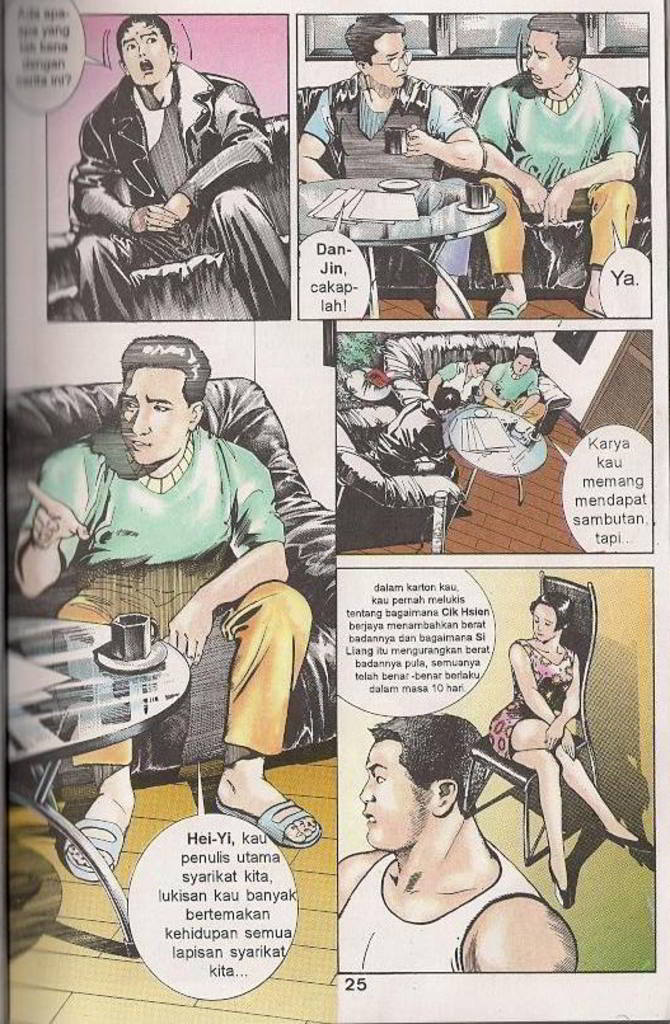 Ada apa-
apa yang
tak kena
dengan
cerita ini?
Dan-
Jin,
cakap-
lah!
Ya.
Hei-Yi, kau
penulis utama
syarikat kita,
lukisan kau banyak
bertemakan
kehidupan semua
lapisan syarikat
kita...
Karya
kau
memang
mendapat
sambutan,
tapi...
dalam karton kau,
kau pernah melukis
tentang bagaimana Cik Hsien
berjaya menambahkan berat
badannya dan bagaimana Si
Liang itu mengurangkan berat
badannya pula, semuanya
telah benar-benar berlaku
dalam masa 10 hari.
25